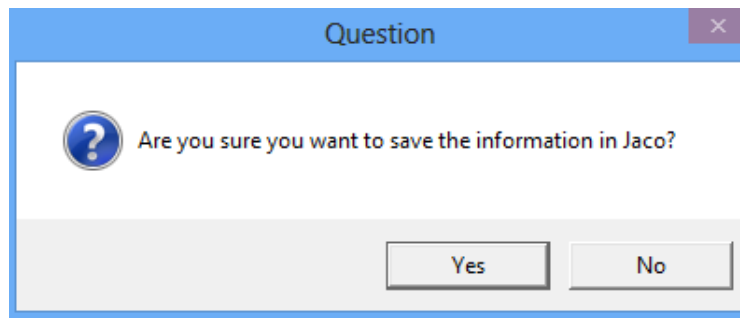 Question
Are you sure you want to save the information in Jaco?
Yes
No